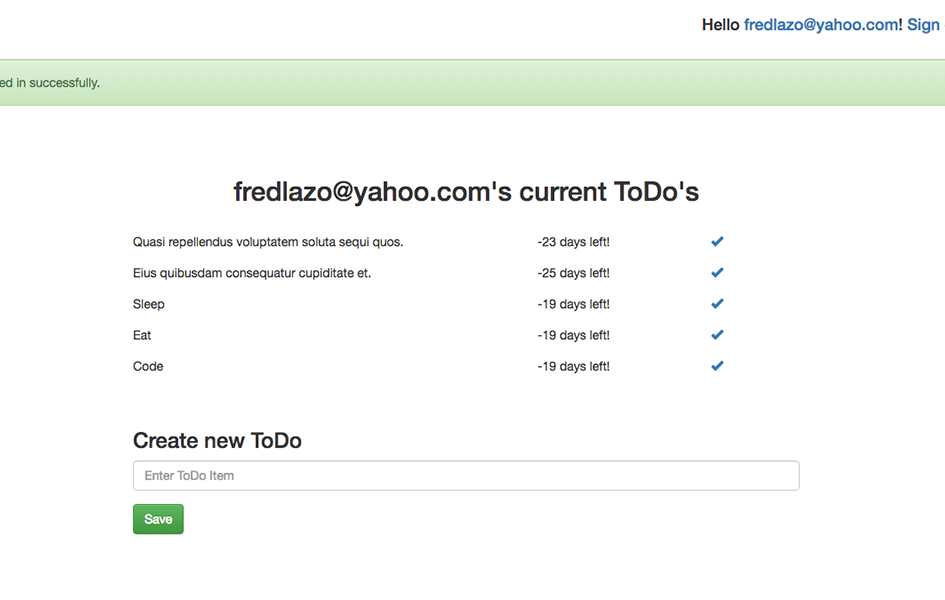 Hello fredlazo@yahoo.com! Sign
ed in successfully.
fredlazo@yahoo.com's current ToDo's
Quasi repellendus voluptatem soluta sequi quos. -23 days left!
Eius quibusdam consequatur cupiditate et. -25 days left!
Sleep -19 days left!
Eat -19 days left!
Code -19 days left!
Create new ToDo
Enter ToDo Item
Save